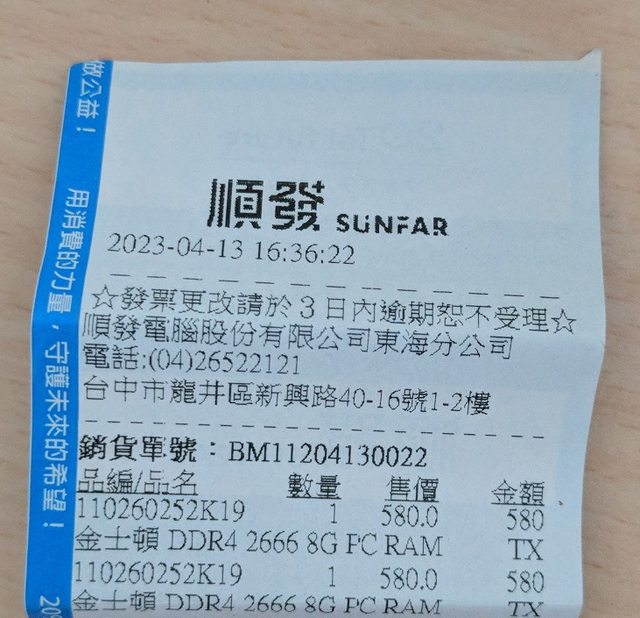 做公益！
用消費的力量，守護未來的希望！
順發 SUNFAR
2023-04-13 16:36:22
☆發票更改請於3日內逾期恕不受理☆
順發電腦股份有限公司東海分公司
電話:(04)26522121
台中市龍井區新興路40-16號1-2樓
銷貨單號：BM11204130022
品編/品名 數量 售價 金額
110260252K19 1 580.0 580
金士頓 DDR4 2666 8G PC RAM TX
110260252K19 1 580.0 580
金士頓 DDR4 2666 8G PC RAM TX